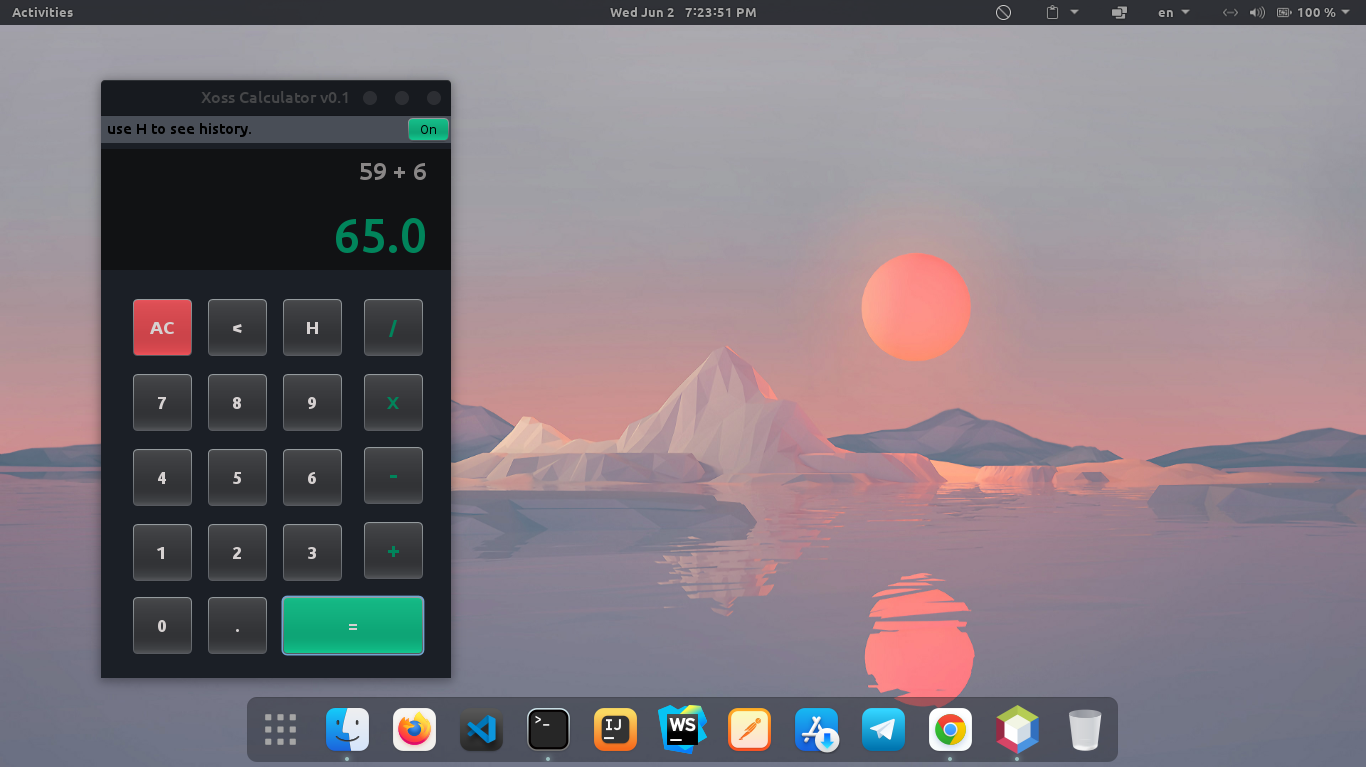 Activities
Wed Jun 2 7:23:51 PM
en
100 %
Xoss Calculator v0.1
use H to see history.
On
59 + 6
65.0
AC < H /
7 8 9 X
4 5 6 -
1 2 3 +
0 . =
>_
IJ
WS